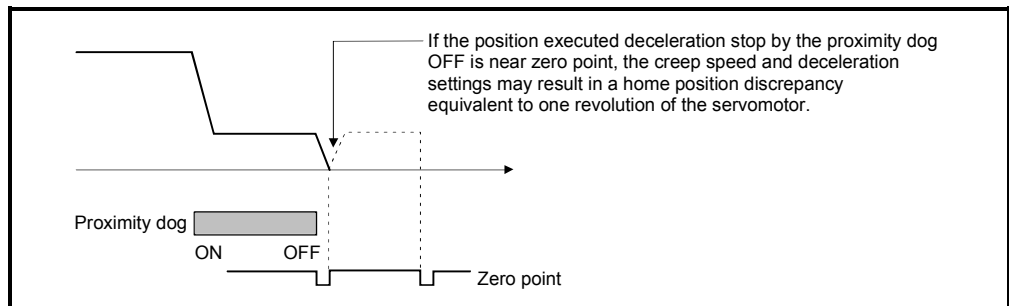 If the position executed deceleration stop by the proximity dog
OFF is near zero point, the creep speed and deceleration
settings may result in a home position discrepancy
equivalent to one revolution of the servomotor.
Proximity dog
ON OFF
Zero point